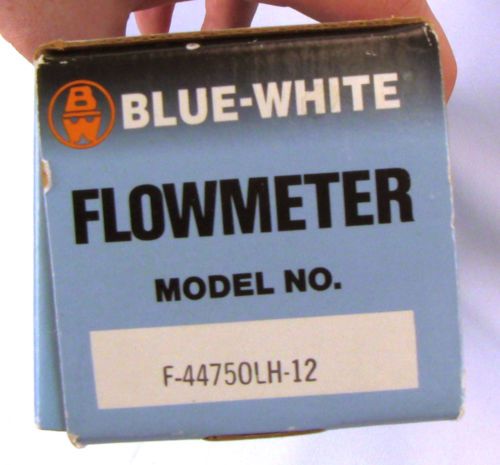 BW BLUE-WHITE
FLOWMETER
MODEL NO.
F-44750LH-12